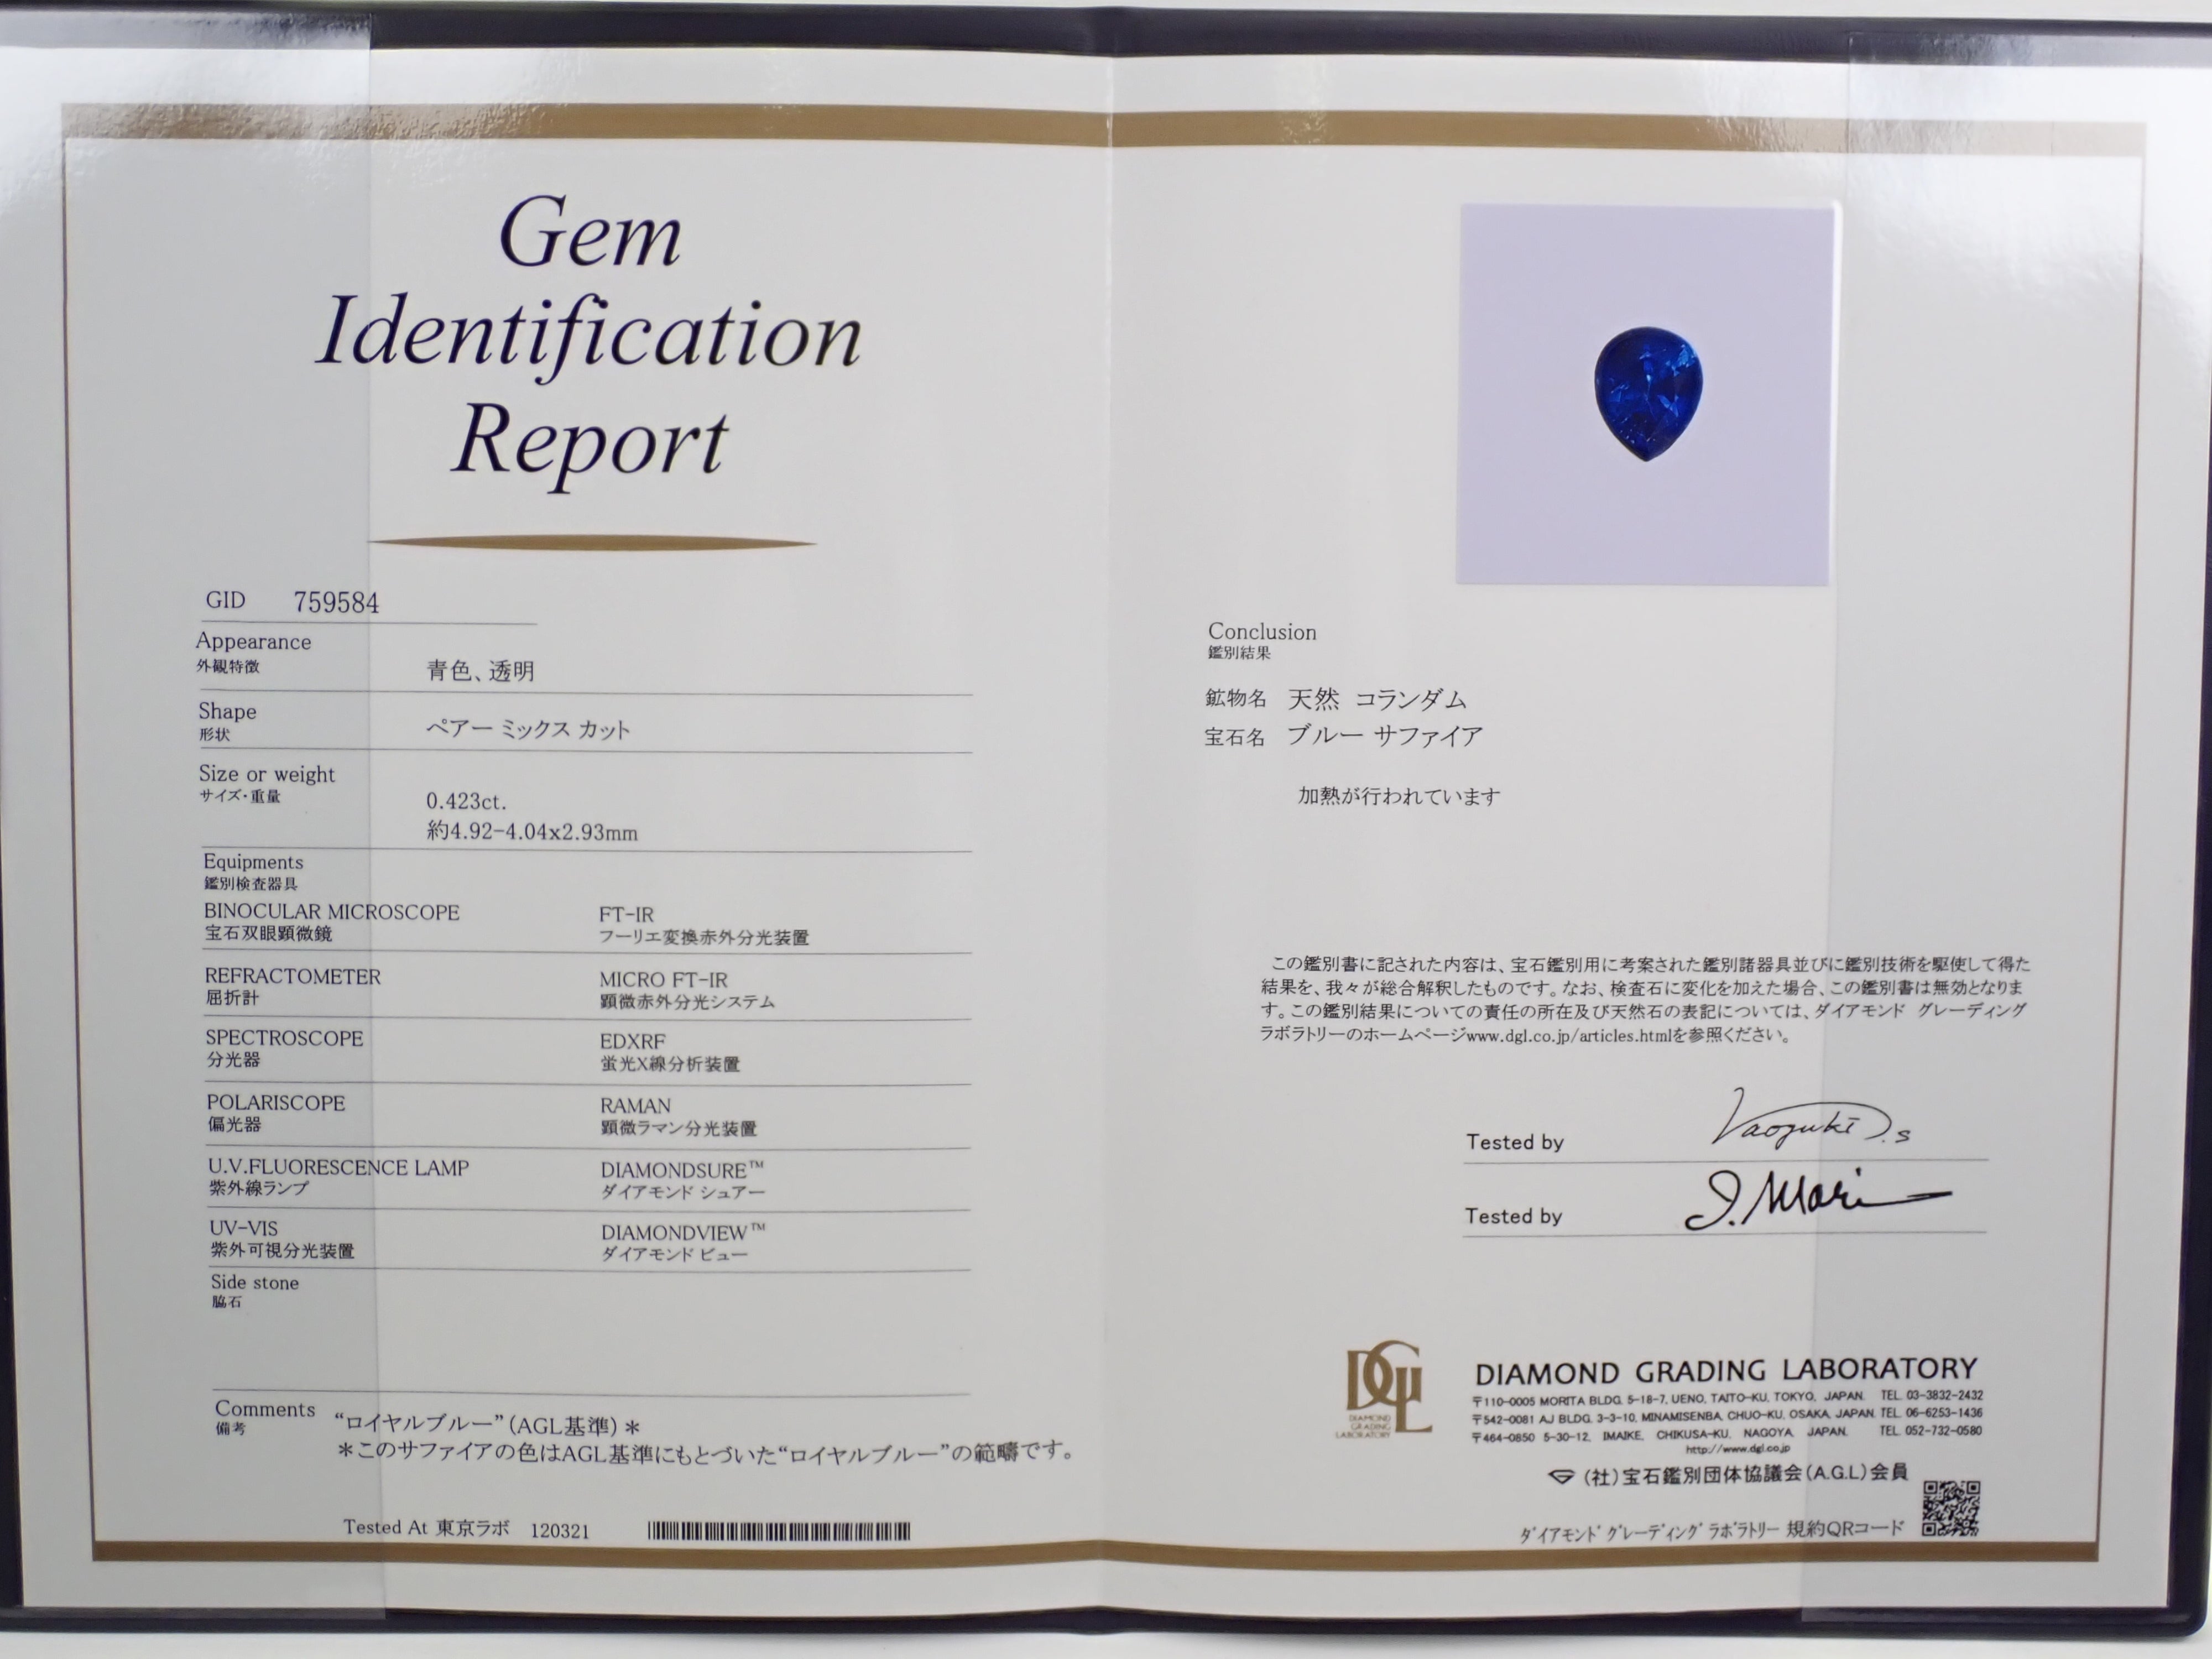 Gem
Identification
Report
GID 759584
Appearance
外観特徴
青色、透明
Shape
形状
ペアー ミックス カット
Size or weight
サイズ・重量
0.423ct.
約4.92-4.04x2.93mm
Equipments
鑑別検査器具
BINOCULAR MICROSCOPE
宝石双眼顕微鏡
FT-IR
フーリエ変換赤外分光装置
REFRACTOMETER
屈折計
MICRO FT-IR
顕微赤外分光システム
SPECTROSCOPE
分光器
EDXRF
蛍光X線分析装置
POLARISCOPE
偏光器
RAMAN
顕微ラマン分光装置
U.V.FLUORESCENCE LAMP
紫外線ランプ
DIAMONDSURE™
ダイアモンド シュアー
UV-VIS
紫外可視分光装置
DIAMONDVIEW™
ダイアモンド ビュー
Side stone
脇石
Comments
備考
“ロイヤルブルー”(AGL基準)＊
＊このサファイアの色はAGL基準にもとづいた“ロイヤルブルー”の範疇です。
Tested At 東京ラボ 120321
Conclusion
鑑別結果
鉱物名 天然 コランダム
宝石名 ブルー サファイア
加熱が行われています
この鑑別書に記された内容は、宝石鑑別用に考案された鑑別諸器具並びに鑑別技術を駆使して得た
結果を、我々が総合解釈したものです。なお、検査石に変化を加えた場合、この鑑別書は無効となりま
す。この鑑別結果についての責任の所在及び天然石の表記については、ダイアモンド グレーディング
ラボラトリーのホームページwww.dgl.co.jp/articles.htmlを参照ください。
Tested by
Tested by J. Mari
DGL
DIAMOND
GRADING
LABORATORY
DIAMOND GRADING LABORATORY
〒110-0005 MORITA BLDG. 5-18-7, UENO, TAITO-KU, TOKYO, JAPAN. TEL. 03-3832-2432
〒542-0081 AJ BLDG. 3-3-10, MINAMISENBA, CHUO-KU, OSAKA, JAPAN. TEL. 06-6253-1436
〒464-0850 5-30-12, IMAIKE, CHIKUSA-KU, NAGOYA, JAPAN. TEL. 052-732-0580
http://www.dgl.co.jp
(社)宝石鑑別団体協議会(A.G.L)会員
ダイアモンド グレーディング ラボラトリー 規約QRコード